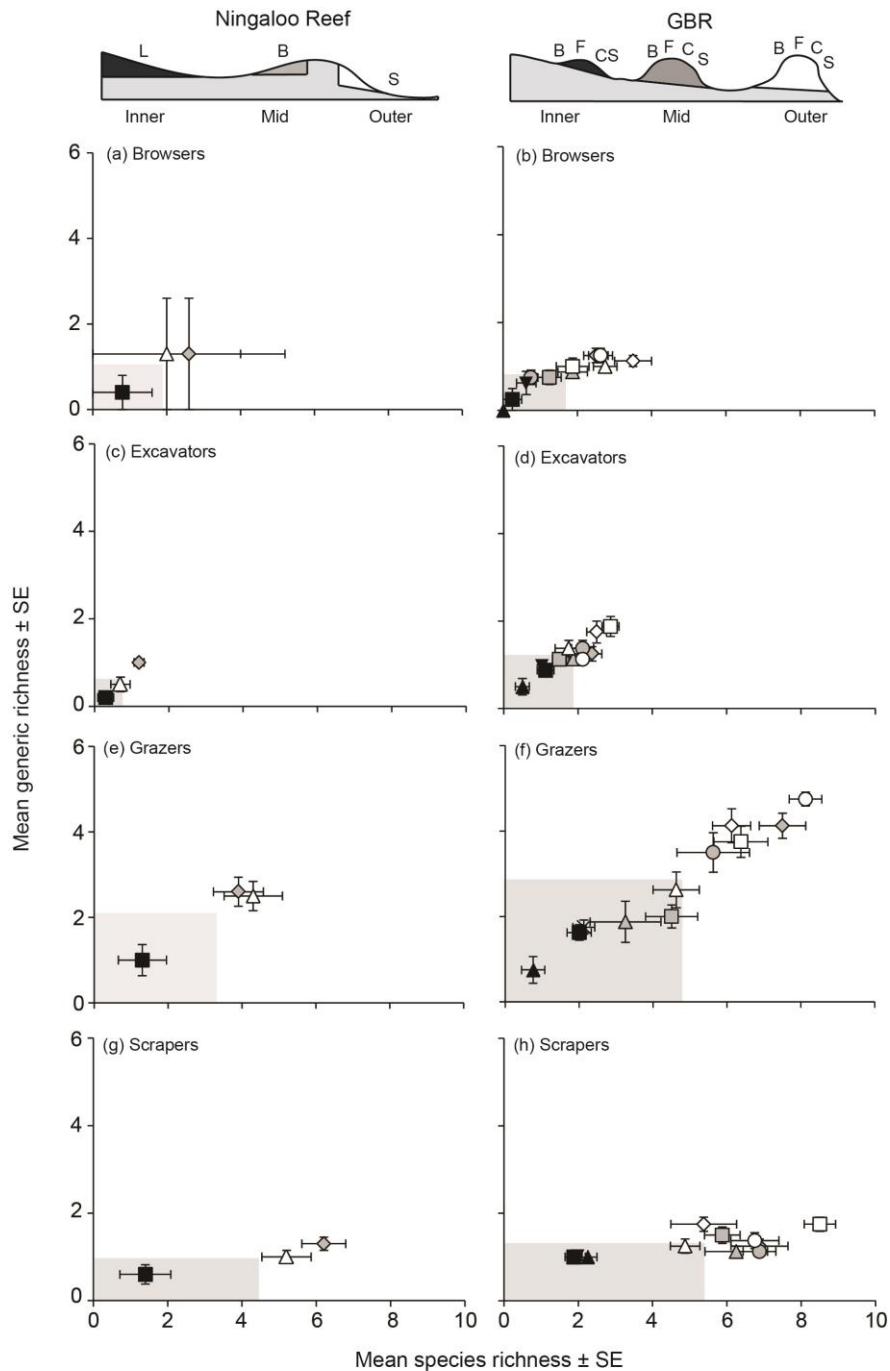 Ningaloo Reef
GBR
L B S
B F CS B F C S B F C S
Inner Mid Outer
Inner Mid Outer
Mean generic richness ± SE
6 (a) Browsers
4
2
0
(b) Browsers
6 (c) Excavators
4
2
0
(d) Excavators
6 (e) Grazers
4
2
0
(f) Grazers
6 (g) Scrapers
4
2
0
(h) Scrapers
0 2 4 6 8 10
0 2 4 6 8 10
Mean species richness ± SE